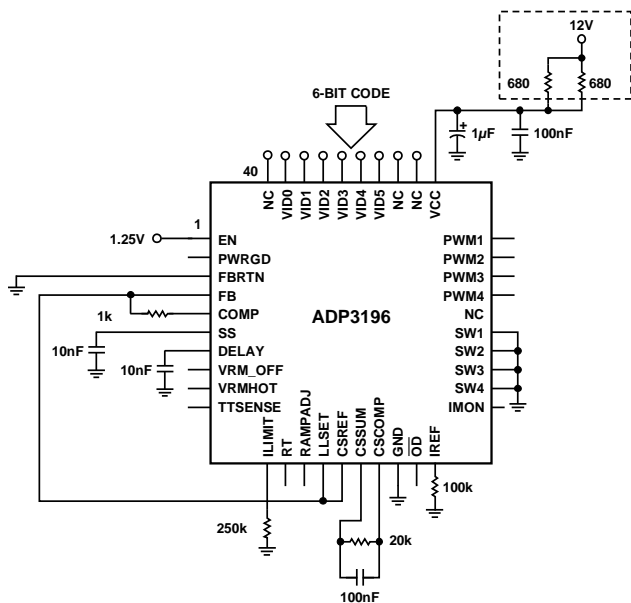 12V
680
680
6-BIT CODE
+
1µF
100nF
40
NC
VID0
VID1
VID2
VID3
VID4
VID5
NC
NC
VCC
1
1.25V
EN
PWRGD
FBRTN
FB
COMP
SS
DELAY
VRM_OFF
VRMHOT
TTSENSE
1k
10nF
10nF
ADP3196
PWM1
PWM2
PWM3
PWM4
NC
SW1
SW2
SW3
SW4
IMON
ILIMIT
RT
RAMPADJ
LLSET
CSREF
CSSUM
CSCOMP
GND
OD
IREF
250k
100k
20k
100nF